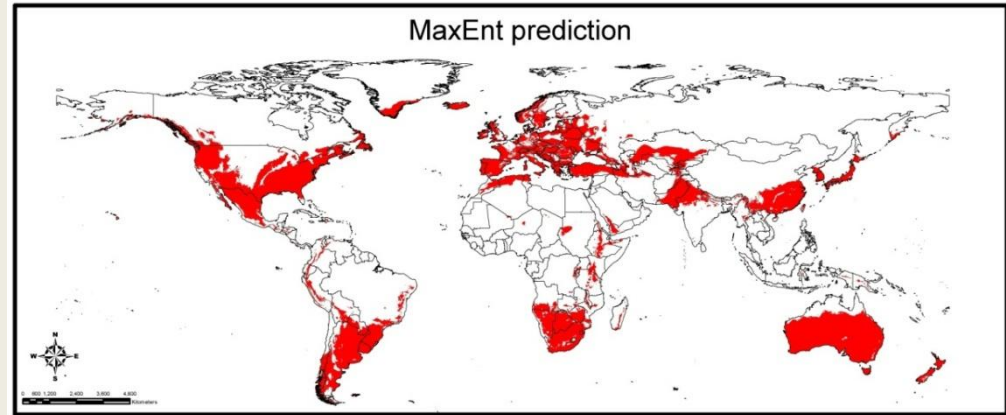 MaxEnt prediction
N
W E
S
0 600 1,200 2,400 3,600 4,800
Kilometers